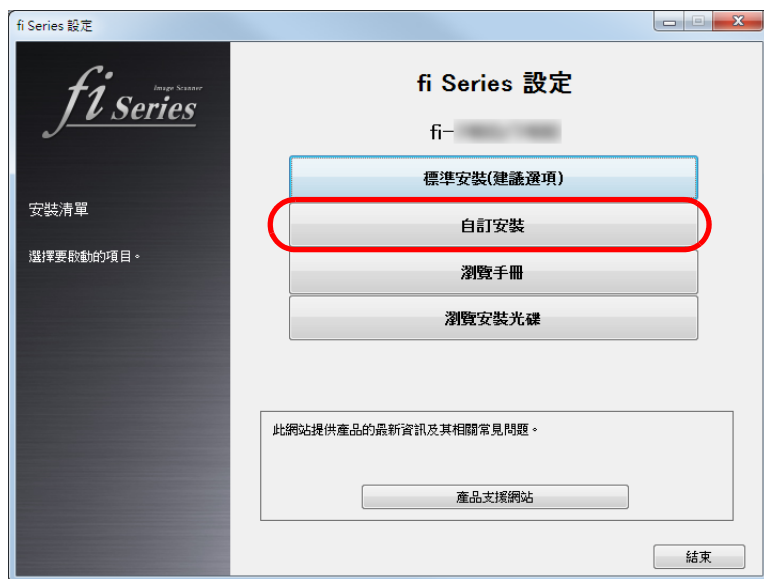 fi Series 設定
fi Series
Image Scanner
安裝清單
選擇要啟動的項目。
fi Series 設定
fi-
標準安裝(建議選項)
自訂安裝
瀏覽手冊
瀏覽安裝光碟
此網站提供產品的最新資訊及其相關常見問題。
產品支援網站
結束